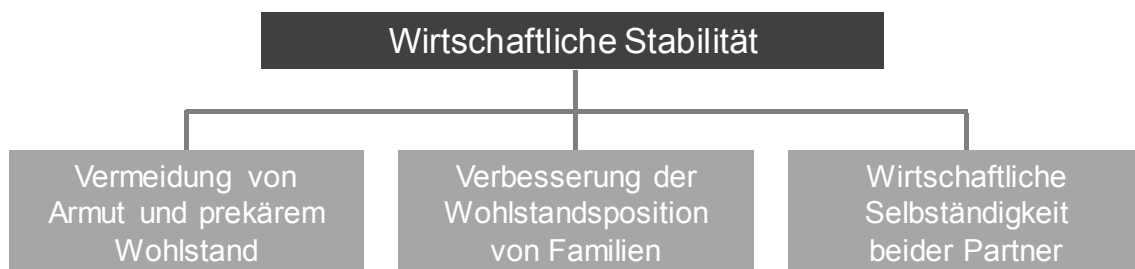 Wirtschaftliche Stabilität
Vermeidung von
Armut und prekärem
Wohlstand
Verbesserung der
Wohlstandsposition
von Familien
Wirtschaftliche
Selbständigkeit
beider Partner